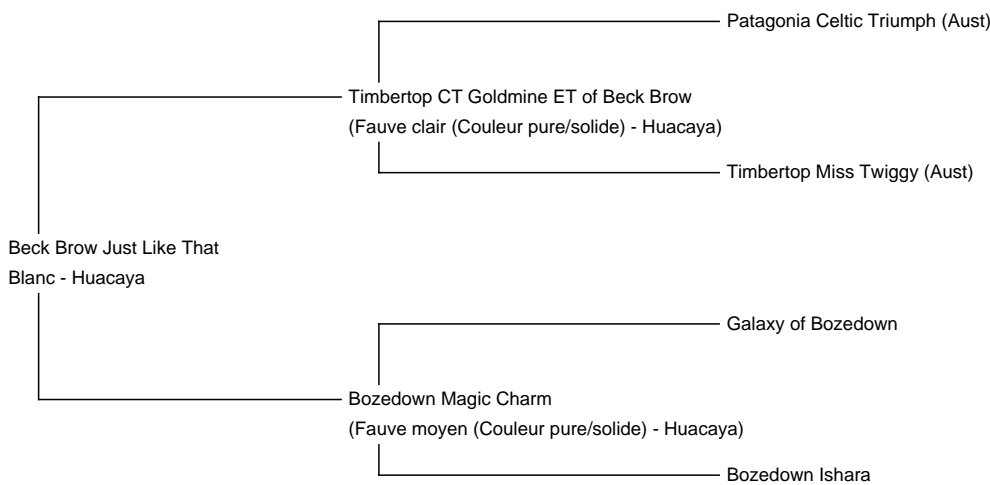 Patagonia Celtic Triumph (Aust)
Timbertop CT Goldmine ET of Beck Brow
(Fauve clair (Couleur pure/solide) - Huacaya)
Timbertop Miss Twiggy (Aust)
Beck Brow Just Like That
Blanc - Huacaya
Galaxy of Bozedown
Bozedown Magic Charm
(Fauve moyen (Couleur pure/solide) - Huacaya)
Bozedown Ishara